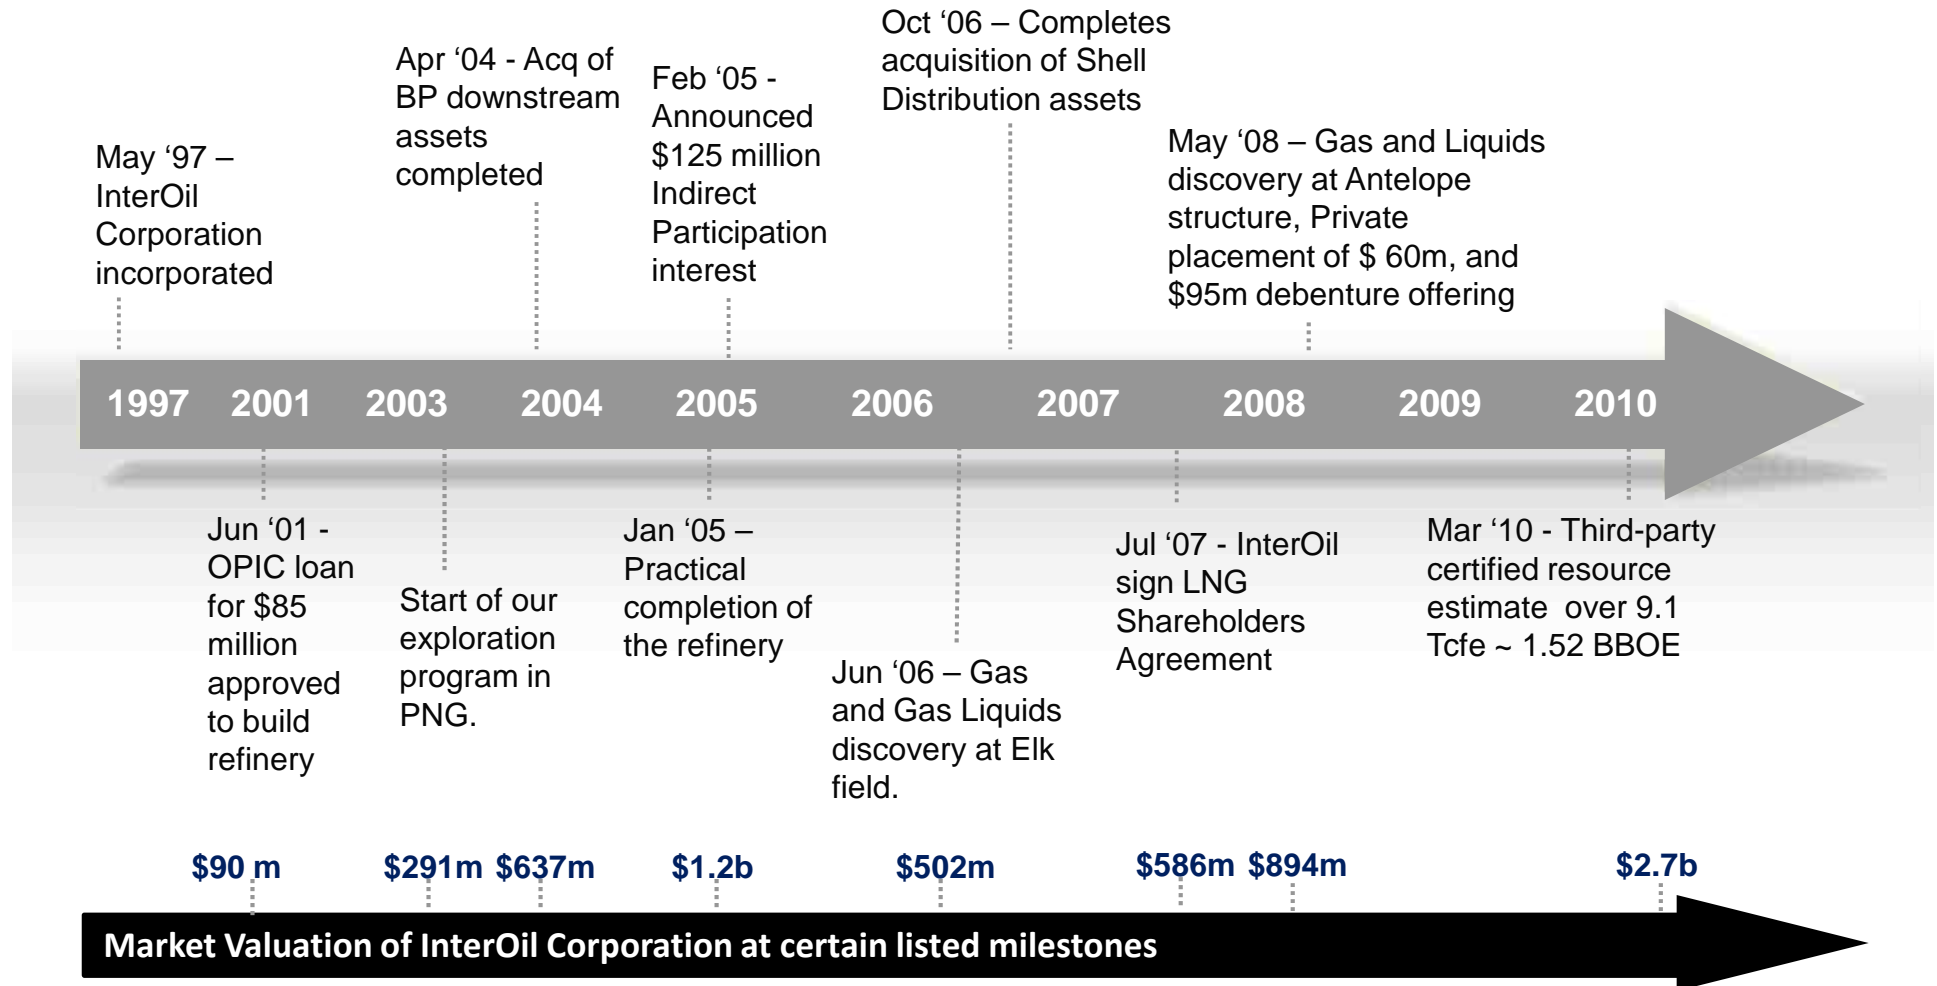 Oct ‘06 – Completes
acquisition of Shell
Distribution assets
Apr ‘04 - Acq of
BP downstream
assets
completed
Feb ‘05 -
Announced
$125 million
Indirect
Participation
interest
May ‘08 – Gas and Liquids
discovery at Antelope
structure, Private
placement of $ 60m, and
$95m debenture offering
May ‘97 –
InterOil
Corporation
incorporated
1997 2001 2003 2004 2005 2006 2007 2008 2009 2010
Jun ‘01 -
OPIC loan
for $85
million
approved
to build
refinery
Start of our
exploration
program in
PNG.
Jan ‘05 –
Practical
completion of
the refinery
Jun ‘06 – Gas
and Gas Liquids
discovery at Elk
field.
Jul ‘07 - InterOil
sign LNG
Shareholders
Agreement
Mar ‘10 - Third-party
certified resource
estimate  over 9.1
Tcfe ~ 1.52 BBOE
$90 m $291m $637m $1.2b $502m $586m $894m $2.7b
Market Valuation of InterOil Corporation at certain listed milestones